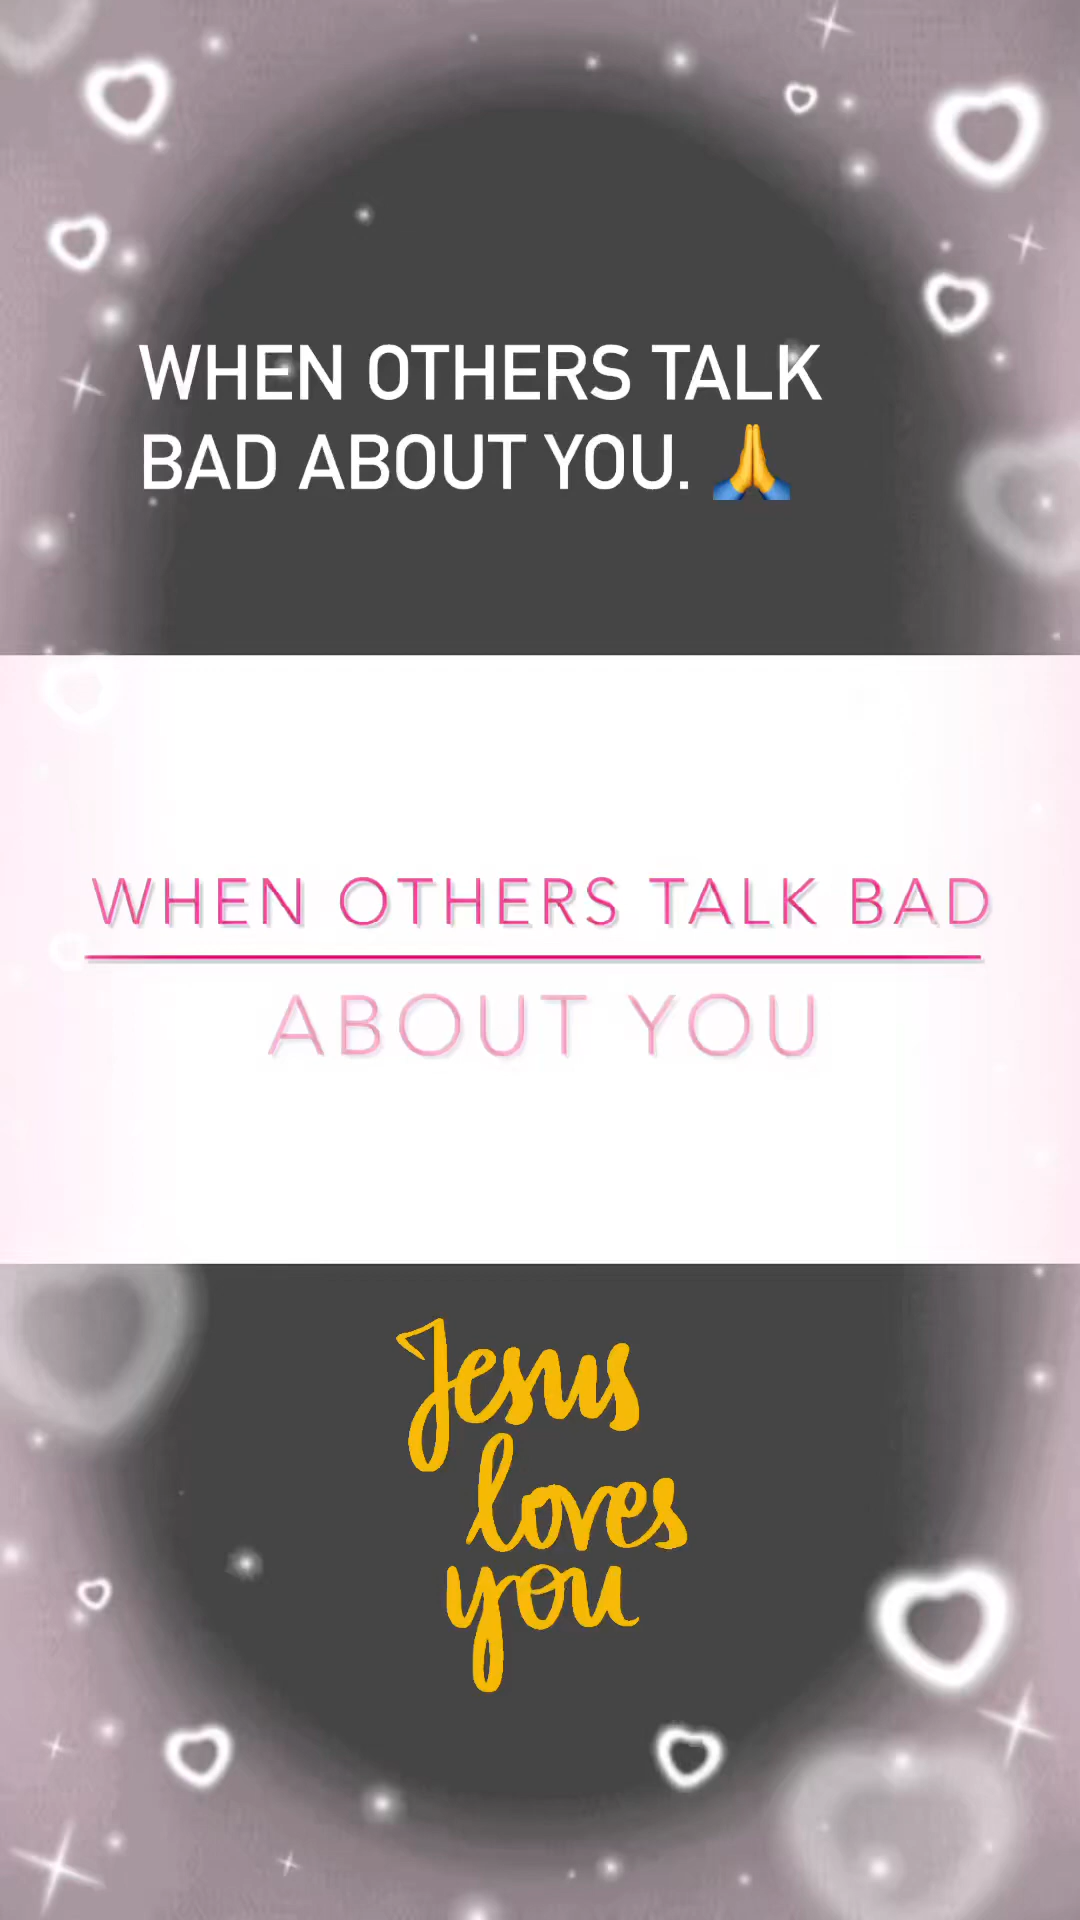 WHEN OTHERS TALK
BAD ABOUT YOU. 🙏
WHEN OTHERS TALK BAD
ABOUT YOU
Jesus
loves
you